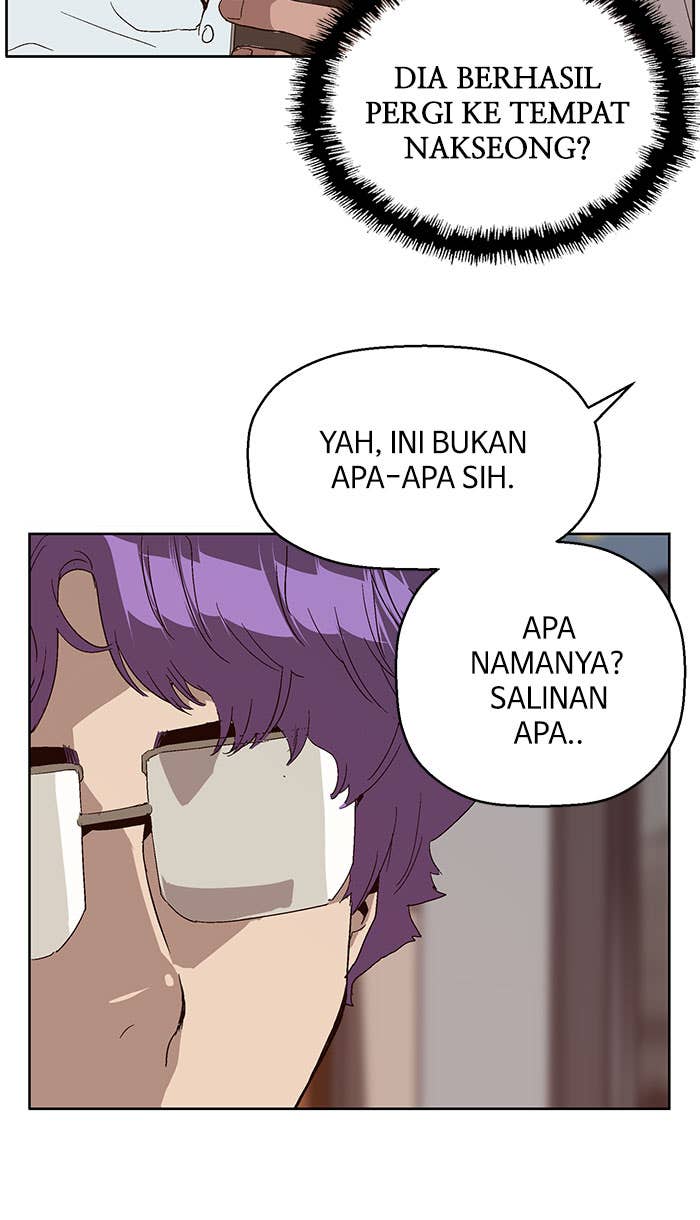 DIA BERHASIL
PERGI KE TEMPAT
NAKSEONG?
YAH, INI BUKAN
APA-APA SIH.
APA
NAMANYA?
SALINAN
APA..